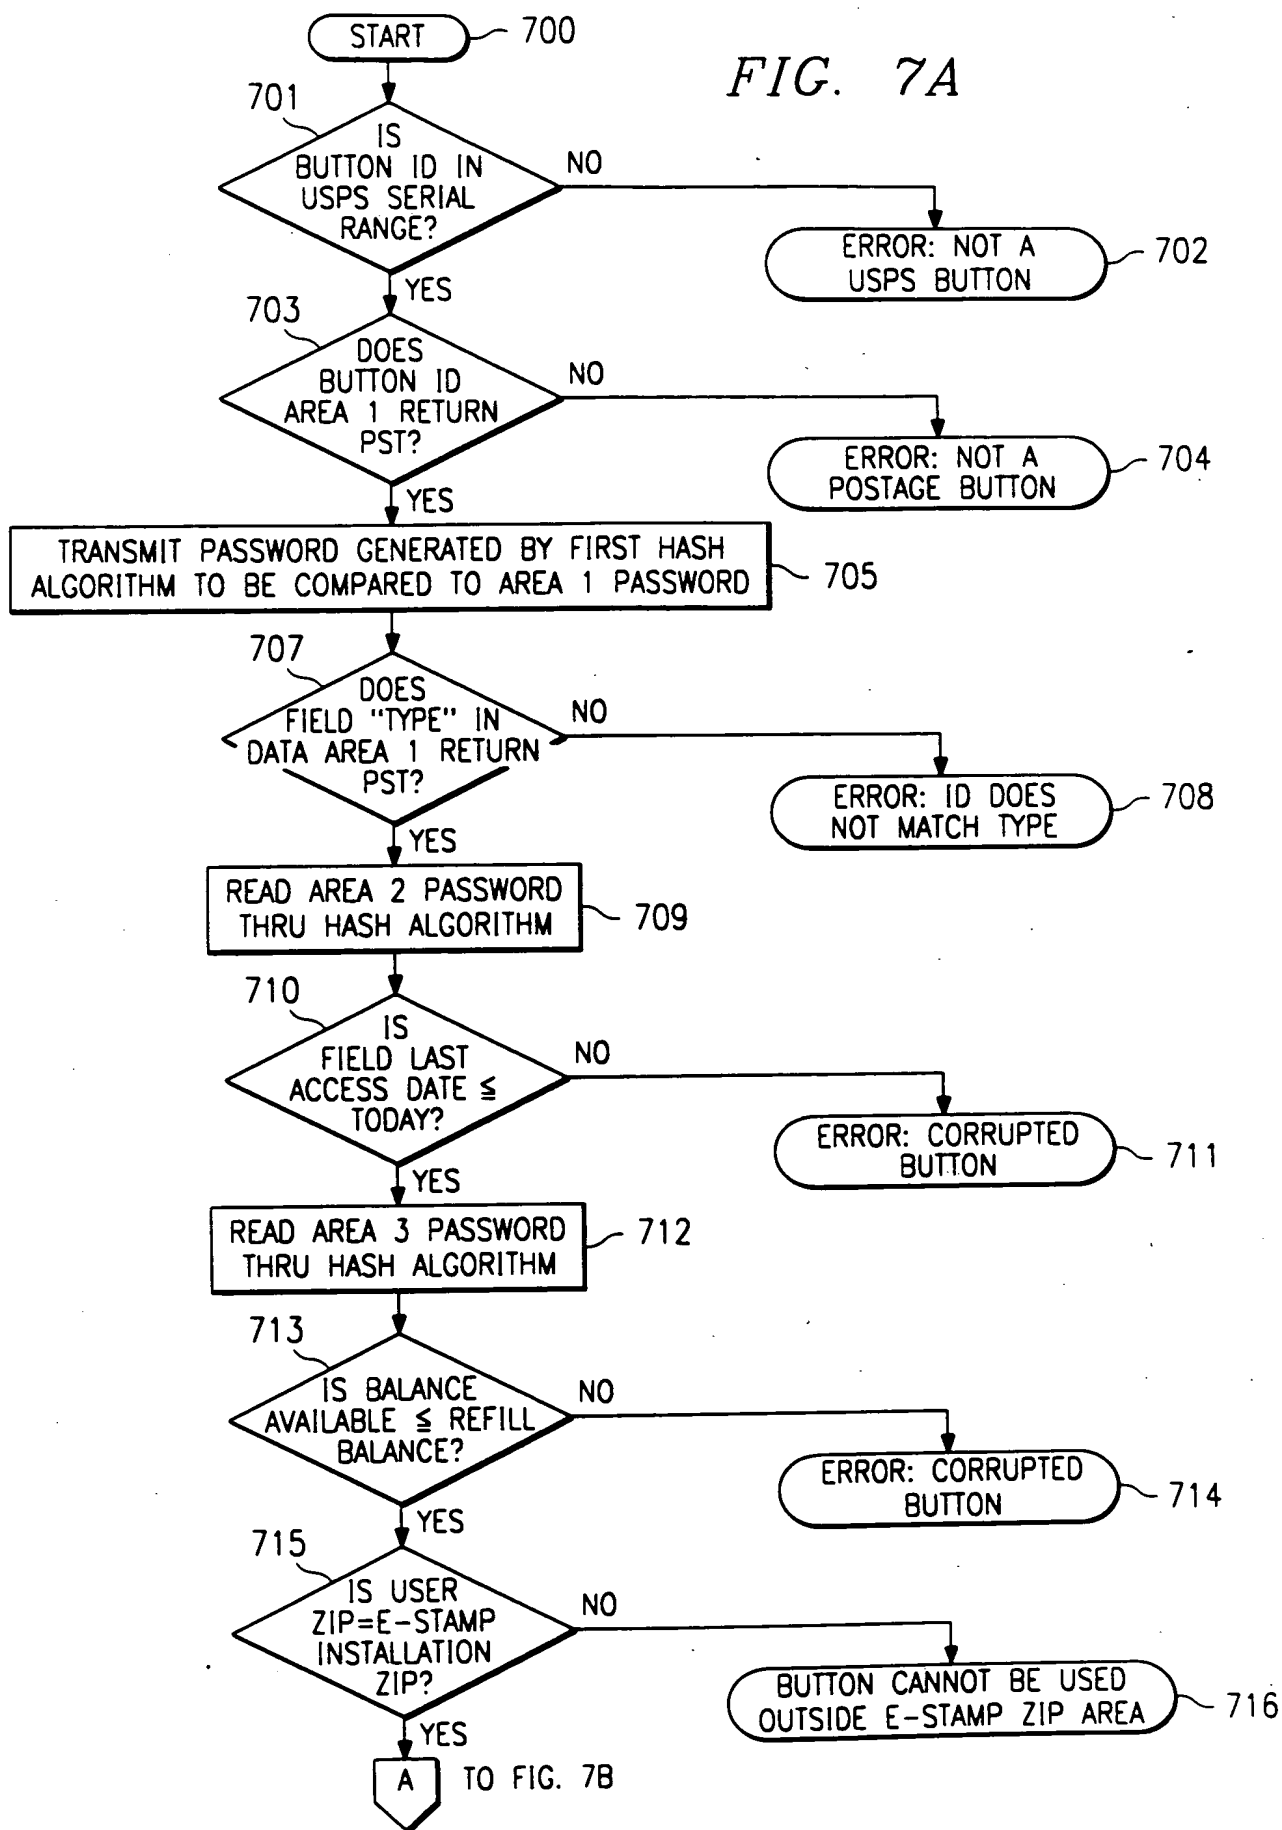 START
700
FIG. 7A
701
IS
BUTTON ID IN
USPS SERIAL
RANGE?
NO
ERROR: NOT A
USPS BUTTON
702
YES
703
DOES
BUTTON ID
AREA 1 RETURN
PST?
NO
ERROR: NOT A
POSTAGE BUTTON
704
YES
TRANSMIT PASSWORD GENERATED BY FIRST HASH
ALGORITHM TO BE COMPARED TO AREA 1 PASSWORD
705
707
DOES
FIELD "TYPE" IN
DATA AREA 1 RETURN
PST?
NO
ERROR: ID DOES
NOT MATCH TYPE
708
YES
READ AREA 2 PASSWORD
THRU HASH ALGORITHM
709
710
IS
FIELD LAST
ACCESS DATE ≤
TODAY?
NO
ERROR: CORRUPTED
BUTTON
711
YES
READ AREA 3 PASSWORD
THRU HASH ALGORITHM
712
713
IS BALANCE
AVAILABLE ≤ REFILL
BALANCE?
NO
ERROR: CORRUPTED
BUTTON
714
YES
715
IS USER
ZIP=E-STAMP
INSTALLATION
ZIP?
NO
BUTTON CANNOT BE USED
OUTSIDE E-STAMP ZIP AREA
716
YES
A
TO FIG. 7B